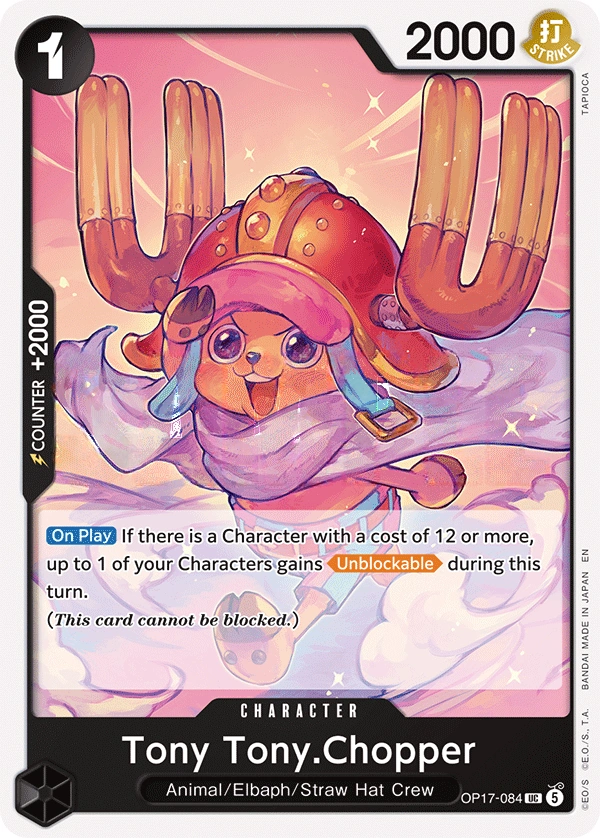 1
2000
打
STRIKE
TAPIOCA
COUNTER +2000
On Play If there is a Character with a cost of 12 or more,
up to 1 of your Characters gains Unblockable during this
turn.
(This card cannot be blocked.)
CHARACTER
Tony Tony.Chopper
Animal/Elbaph/Straw Hat Crew
OP17-084 UC 5
©E.O/S ©E.O./S., T.A. BANDAI MADE IN JAPAN EN